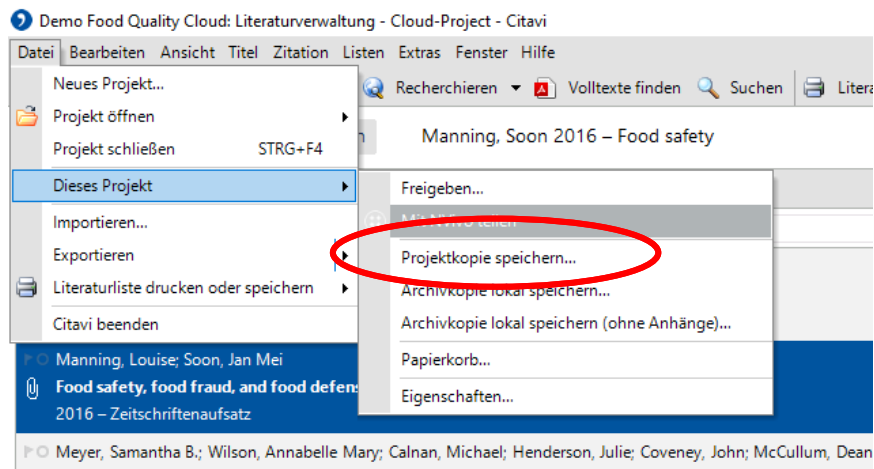 Demo Food Quality Cloud: Literaturverwaltung - Cloud-Project - Citavi
Datei Bearbeiten Ansicht Titel Zitation Listen Extras Fenster Hilfe
Neues Projekt...
Recherchieren Volltexte finden Suchen Litera
Projekt öffnen
Manning, Soon 2016 – Food safety
Projekt schließen STRG+F4
Dieses Projekt
Freigeben...
Importieren...
Mit NVivo teilen
Exportieren
Projektkopie speichern...
Literaturliste drucken oder speichern
Archivkopie lokal speichern...
Citavi beenden
Archivkopie lokal speichern (ohne Anhänge)...
Manning, Louise; Soon, Jan Mei
Papierkorb...
Food safety, food fraud, and food defens
Eigenschaften...
2016 – Zeitschriftenaufsatz
Meyer, Samantha B.; Wilson, Annabelle Mary; Calnan, Michael; Henderson, Julie; Coveney, John; McCullum, Dean